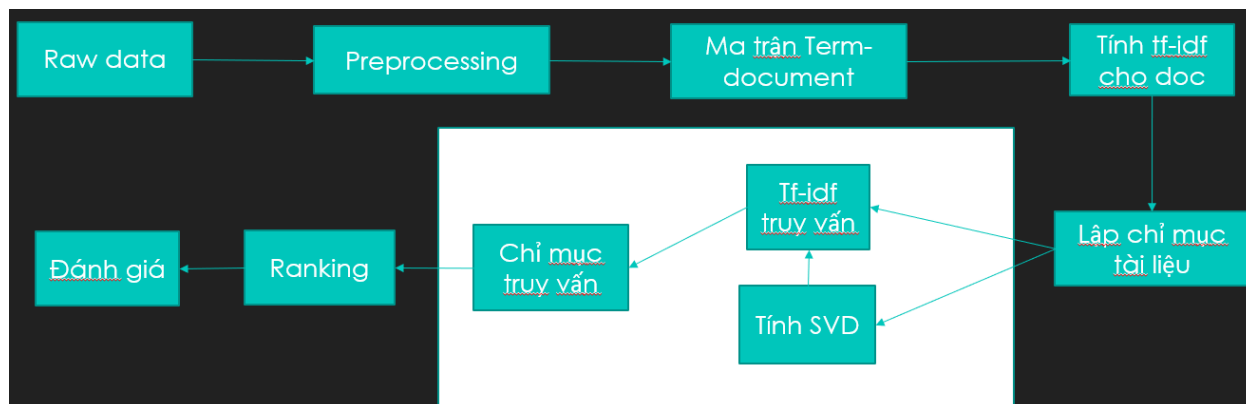 Raw data
Preprocessing
Ma trận Term-
document
Tính tf-idf
cho doc
Tf-idf
truy vấn
Lập chỉ mục
tài liệu
Chỉ mục
truy vấn
Ranking
Đánh giá
Tính SVD